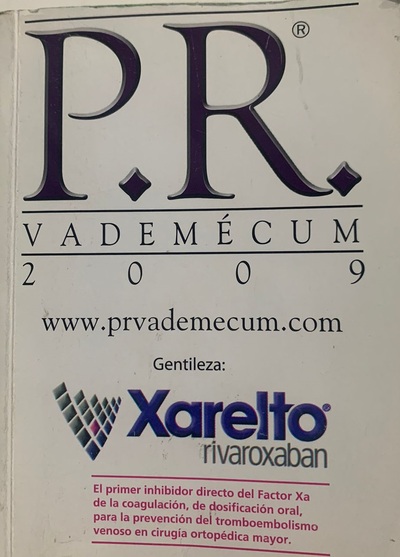 P.R.®
VADEMÉCUM
2009
www.prvademecum.com
Gentileza:
Xarelto®
rivaroxaban
El primer inhibidor directo del Factor Xa
de la coagulación, de dosificación oral,
para la prevención del tromboembolismo
venoso en cirugía ortopédica mayor.